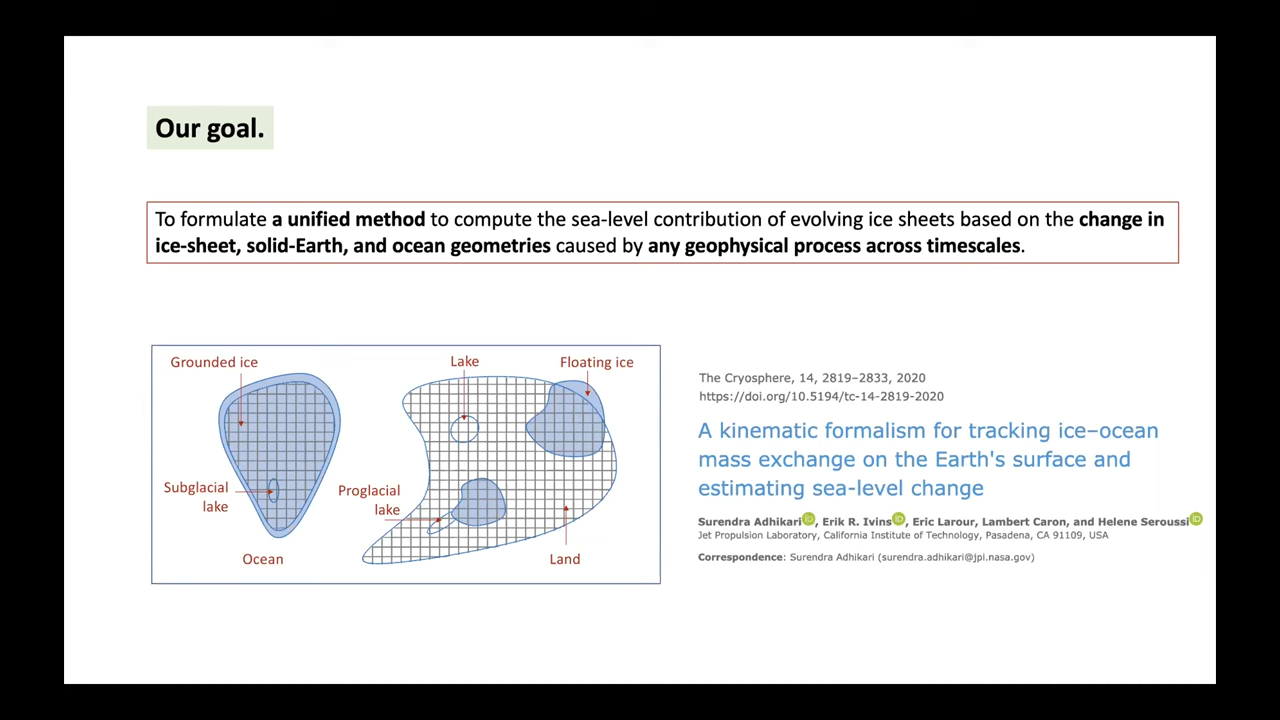 Our goal.
To formulate a unified method to compute the sea-level contribution of evolving ice sheets based on the change in
ice-sheet, solid-Earth, and ocean geometries caused by any geophysical process across timescales.
Grounded ice
Lake
Floating ice
Subglacial
lake
Proglacial
lake
Ocean
Land
The Cryosphere, 14, 2819–2833, 2020
https://doi.org/10.5194/tc-14-2819-2020
A kinematic formalism for tracking ice–ocean
mass exchange on the Earth's surface and
estimating sea-level change
Surendra Adhikari iD, Erik R. Ivins iD, Eric Larour, Lambert Caron, and Helene Seroussi iD
Jet Propulsion Laboratory, California Institute of Technology, Pasadena, CA 91109, USA
Correspondence: Surendra Adhikari (surendra.adhikari@jpl.nasa.gov)